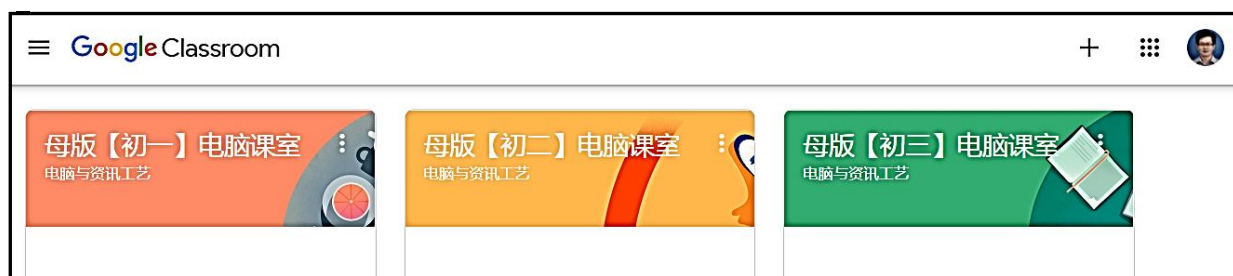 Google Classroom
母版【初一】电脑课室
电脑与资讯工艺
母版【初二】电脑课室
电脑与资讯工艺
母版【初三】电脑课室
电脑与资讯工艺